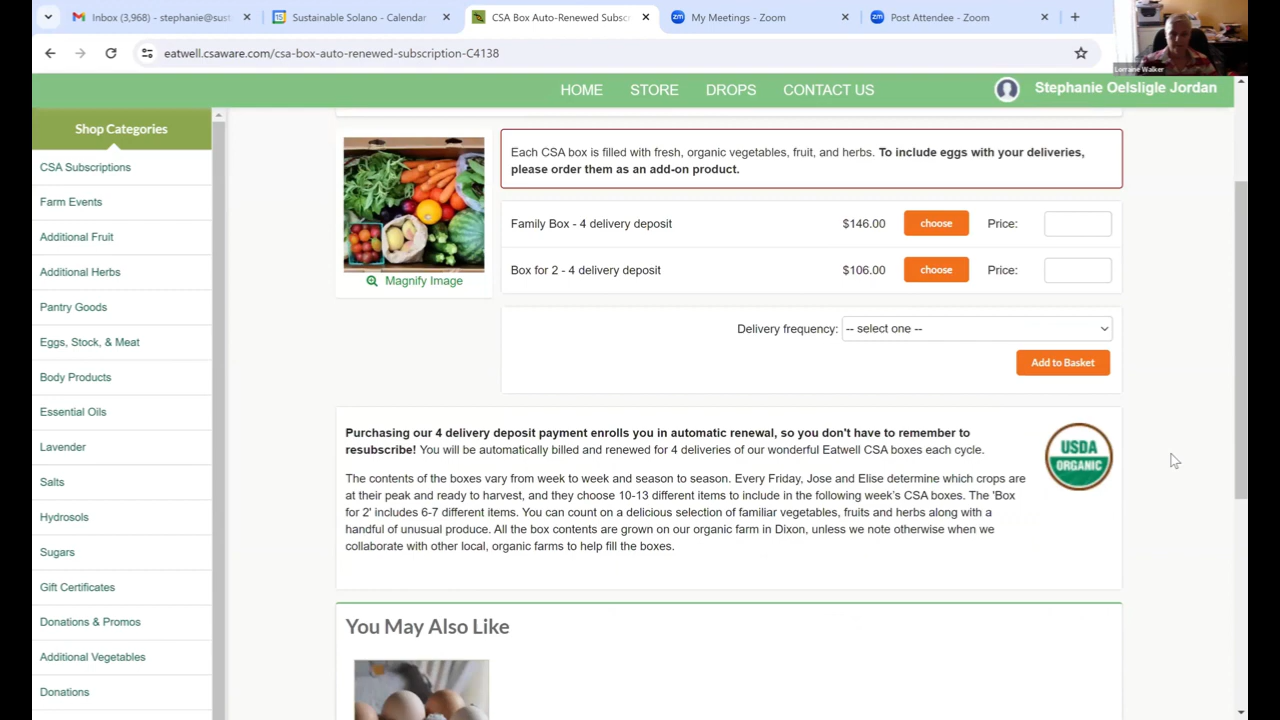 Inbox (3,968) - stephanie@sust
Sustainable Solano - Calendar
CSA Box Auto-Renewed Subscr
My Meetings - Zoom
Post Attendee - Zoom
eatwell.csaware.com/csa-box-auto-renewed-subscription-C4138
Lorraine Walker
HOME STORE DROPS CONTACT US
Stephanie Oelsligle Jordan
Shop Categories
CSA Subscriptions
Farm Events
Additional Fruit
Additional Herbs
Pantry Goods
Eggs, Stock, & Meat
Body Products
Essential Oils
Lavender
Salts
Hydrosols
Sugars
Gift Certificates
Donations & Promos
Additional Vegetables
Donations
Magnify Image
Each CSA box is filled with fresh, organic vegetables, fruit, and herbs. To include eggs with your deliveries,
please order them as an add-on product.
Family Box - 4 delivery deposit $146.00 choose Price:
Box for 2 - 4 delivery deposit $106.00 choose Price:
Delivery frequency: -- select one --
Add to Basket
Purchasing our 4 delivery deposit payment enrolls you in automatic renewal, so you don't have to remember to
resubscribe! You will be automatically billed and renewed for 4 deliveries of our wonderful Eatwell CSA boxes each cycle.
The contents of the boxes vary from week to week and season to season. Every Friday, Jose and Elise determine which crops are
at their peak and ready to harvest, and they choose 10-13 different items to include in the following week's CSA boxes. The 'Box
for 2' includes 6-7 different items. You can count on a delicious selection of familiar vegetables, fruits and herbs along with a
handful of unusual produce. All the box contents are grown on our organic farm in Dixon, unless we note otherwise when we
collaborate with other local, organic farms to help fill the boxes.
USDA
ORGANIC
You May Also Like